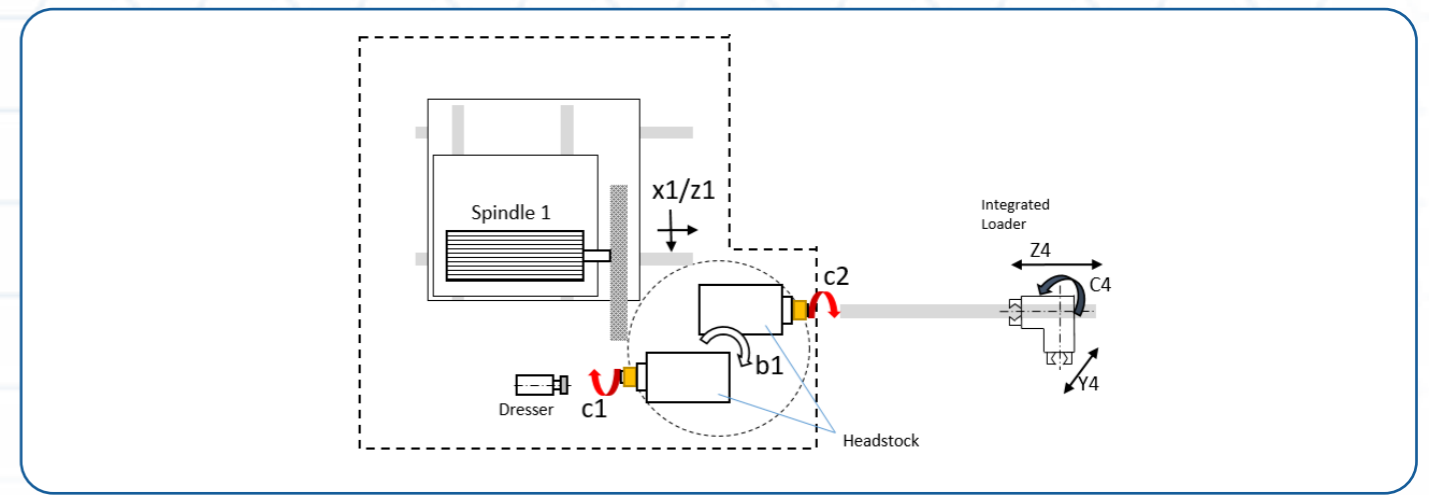 x1/z1
Spindle 1
Integrated
Loader
Z4
c2
C4
b1
Y4
Dresser
c1
Headstock